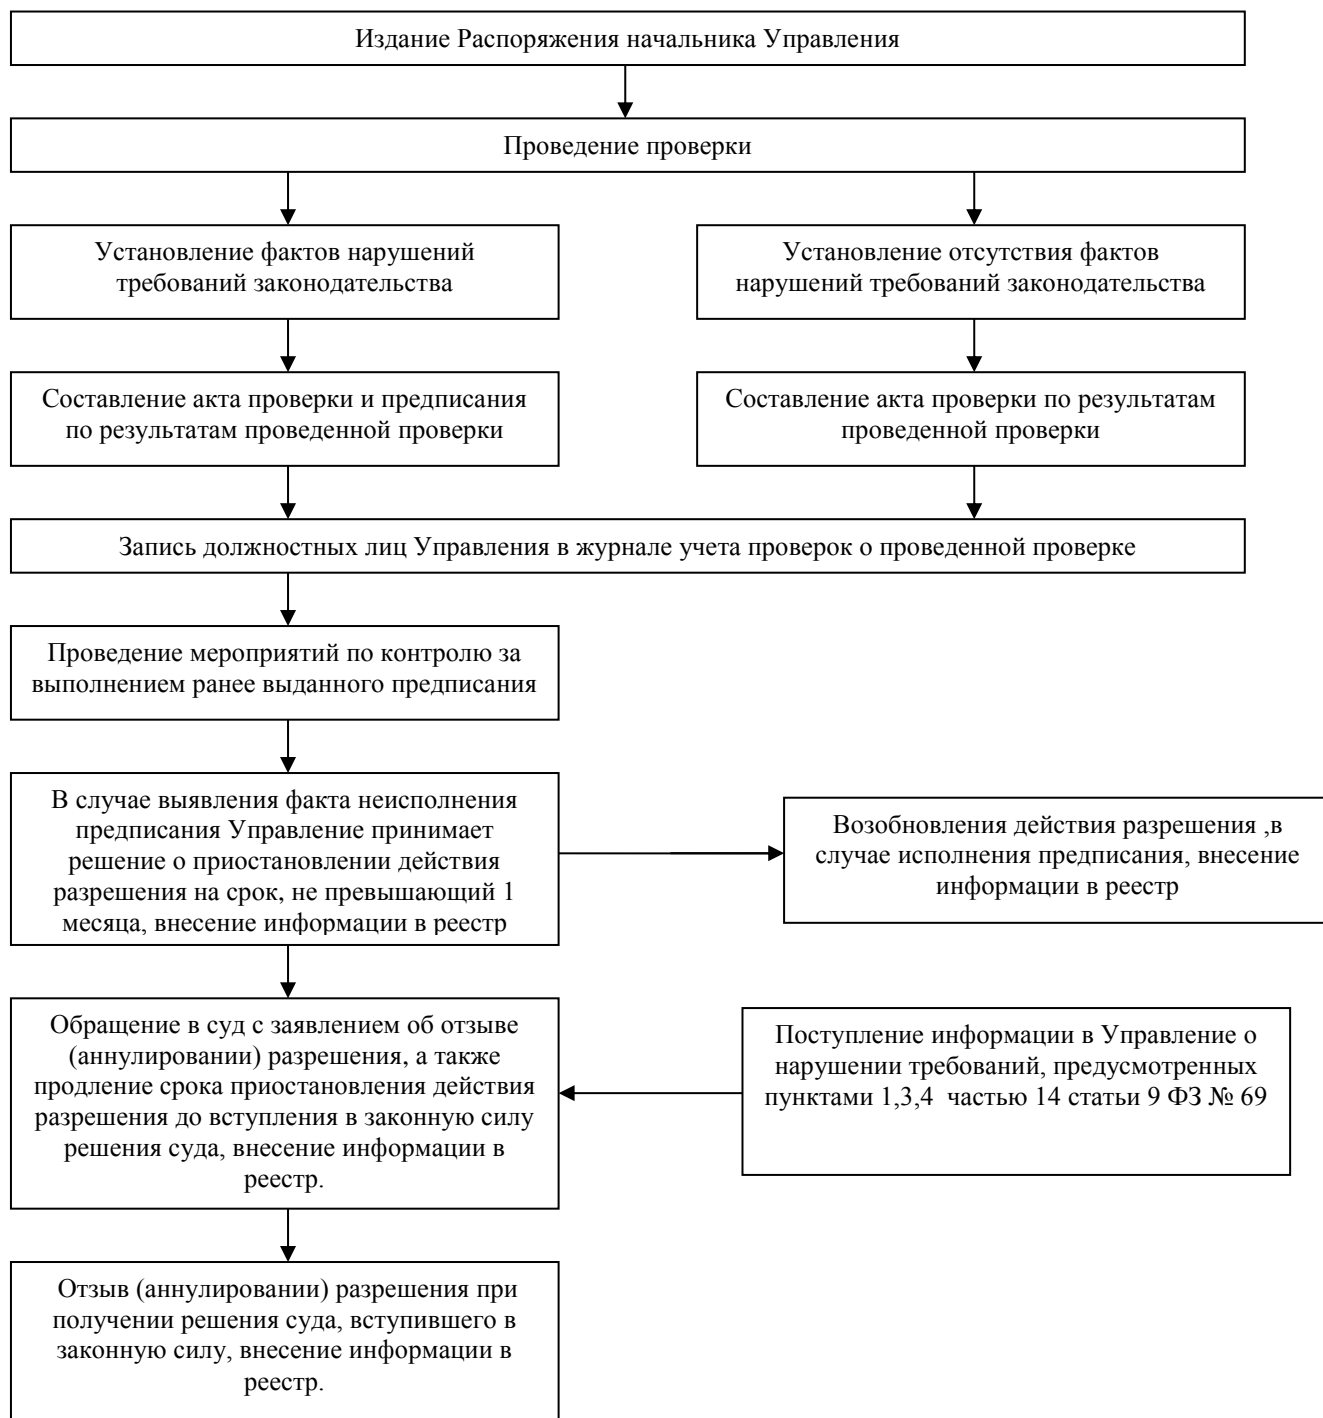 Издание Распоряжения начальника Управления
Проведение проверки
Установление фактов нарушений
требований законодательства
Установление отсутствия фактов
нарушений требований законодательства
Составление акта проверки и предписания
по результатам проведенной проверки
Составление акта проверки по результатам
проведенной проверки
Запись должностных лиц Управления в журнале учета проверок о проведенной проверке
Проведение мероприятий по контролю за
выполнением ранее выданного предписания
В случае выявления факта неисполнения
предписания Управление принимает
решение о приостановлении действия
разрешения на срок, не превышающий 1
месяца, внесение информации в реестр
Возобновления действия разрешения ,в
случае исполнения предписания, внесение
информации в реестр
Обращение в суд с заявлением об отзыве
(аннулировании) разрешения, а также
продление срока приостановления действия
разрешения до вступления в законную силу
решения суда, внесение информации в
реестр.
Поступление информации в Управление о
нарушении требований, предусмотренных
пунктами 1,3,4  частью 14 статьи 9 ФЗ № 69
Отзыв (аннулировании) разрешения при
получении решения суда, вступившего в
законную силу, внесение информации в
реестр.